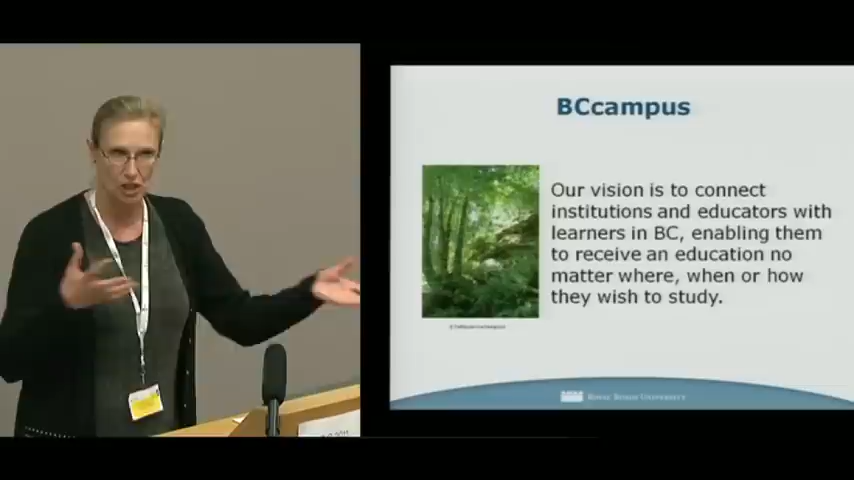 BCcampus
Our vision is to connect
institutions and educators with
learners in BC, enabling them
to receive an education no
matter where, when or how
they wish to study.
ROYAL ROADS UNIVERSITY